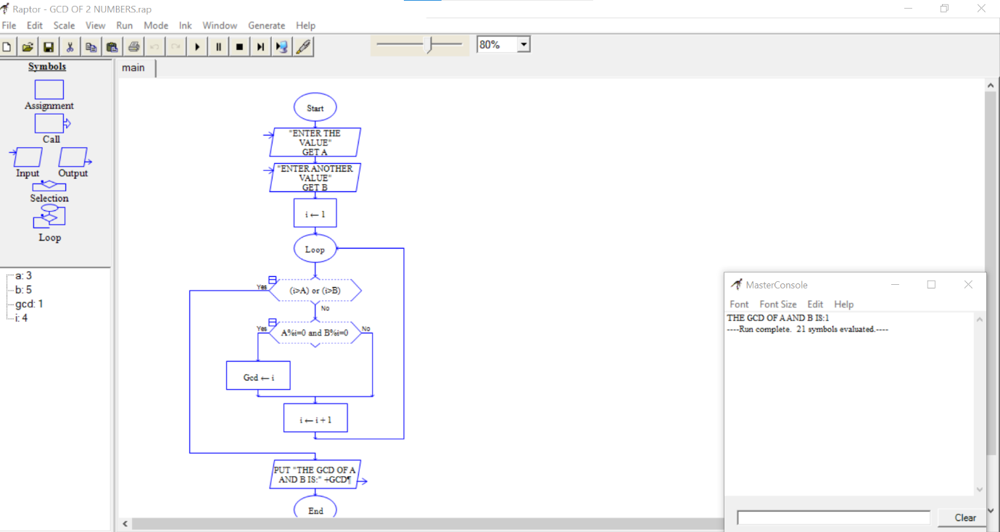 Raptor - GCD OF 2 NUMBERS.rap
File Edit Scale View Run Mode Ink Window Generate Help
80%
Symbols
Assignment
Call
Input Output
Selection
Loop
a: 3
b: 5
gcd: 1
i: 4
main
Start
"ENTER THE
VALUE"
GET A
"ENTER ANOTHER
VALUE"
GET B
i ← 1
Loop
Yes
(i>A) or (i>B)
No
Yes
A%i=0 and B%i=0
No
Gcd ← i
i ← i + 1
PUT "THE GCD OF A
AND B IS:" +GCD¶
End
MasterConsole
Font Font Size Edit Help
THE GCD OF A AND B IS:1
----Run complete. 21 symbols evaluated.----
Clear